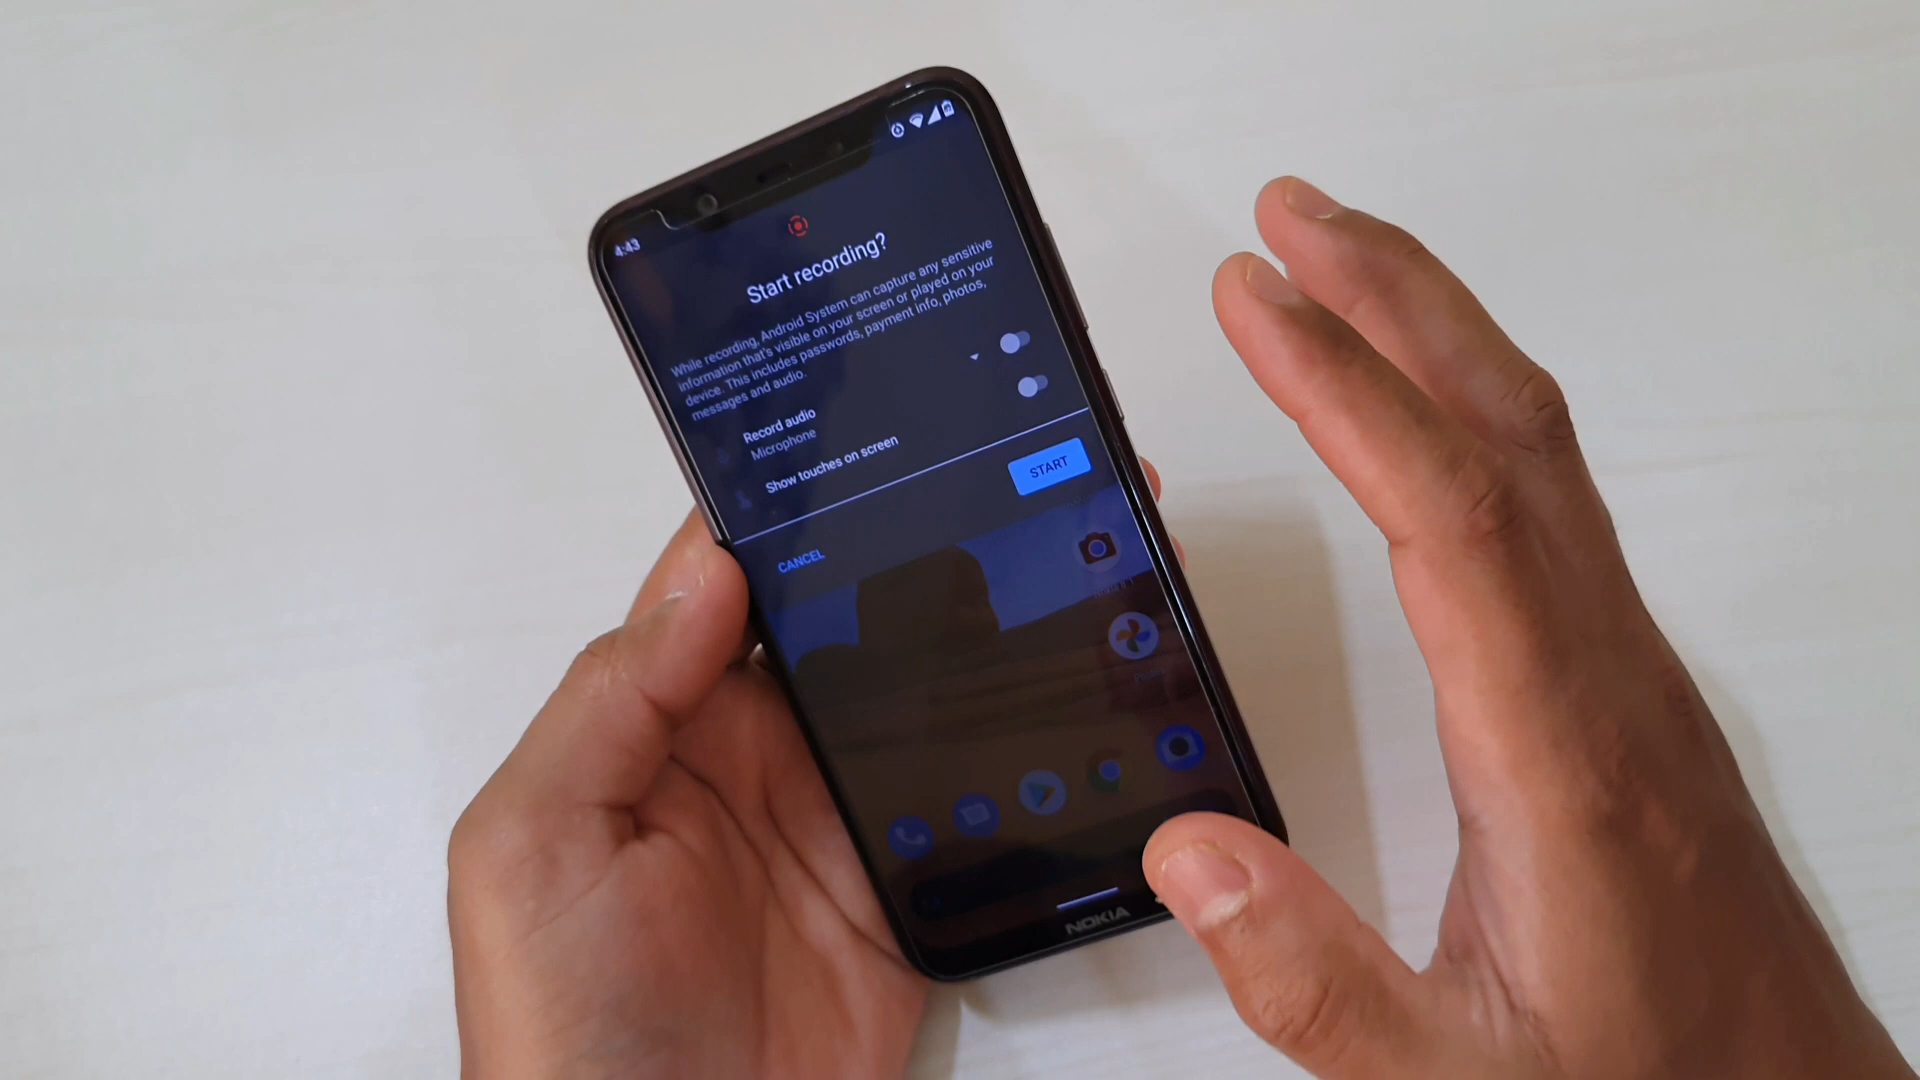 4:43
Start recording?
While recording, Android System can capture any sensitive
information that's visible on your screen or played on your
device. This includes passwords, payment info, photos,
messages and audio.
Record audio
Microphone
Show touches on screen
START
CANCEL
NOKIA